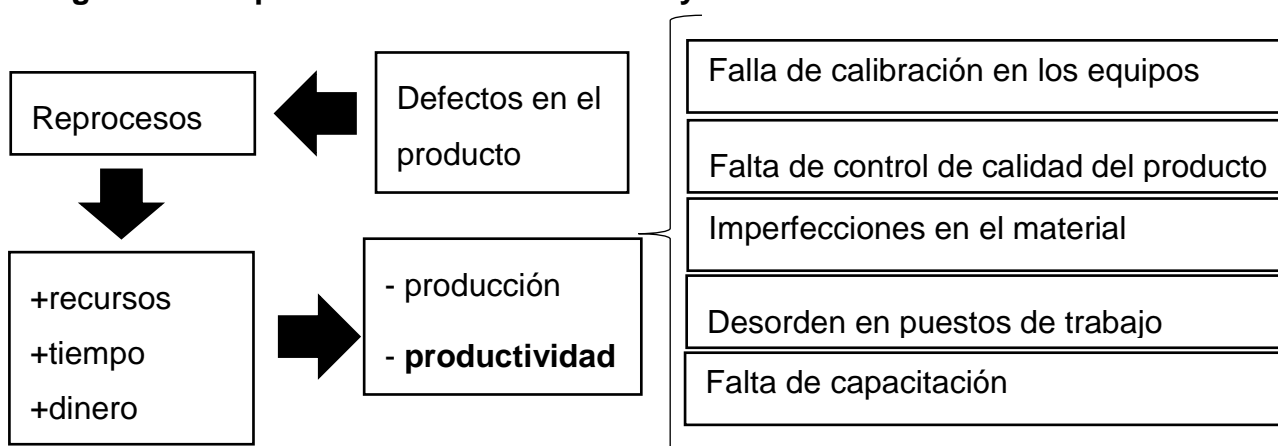 Reprocesos
Defectos en el
producto
+recursos
+tiempo
+dinero
- producción
- productividad
Falla de calibración en los equipos
Falta de control de calidad del producto
Imperfecciones en el material
Desorden en puestos de trabajo
Falta de capacitación